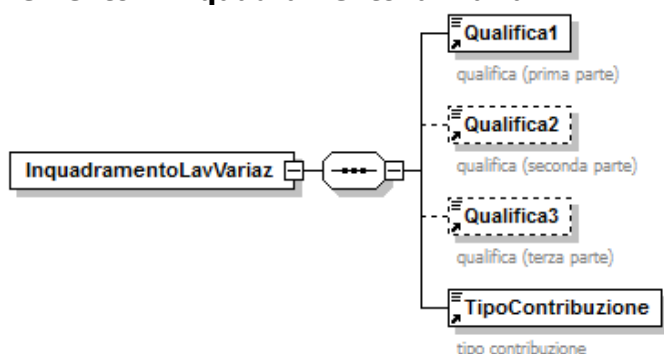 Qualifica1
qualifica (prima parte)
Qualifica2
qualifica (seconda parte)
InquadramentoLavVariaz
Qualifica3
qualifica (terza parte)
TipoContribuzione
tipo contribuzione